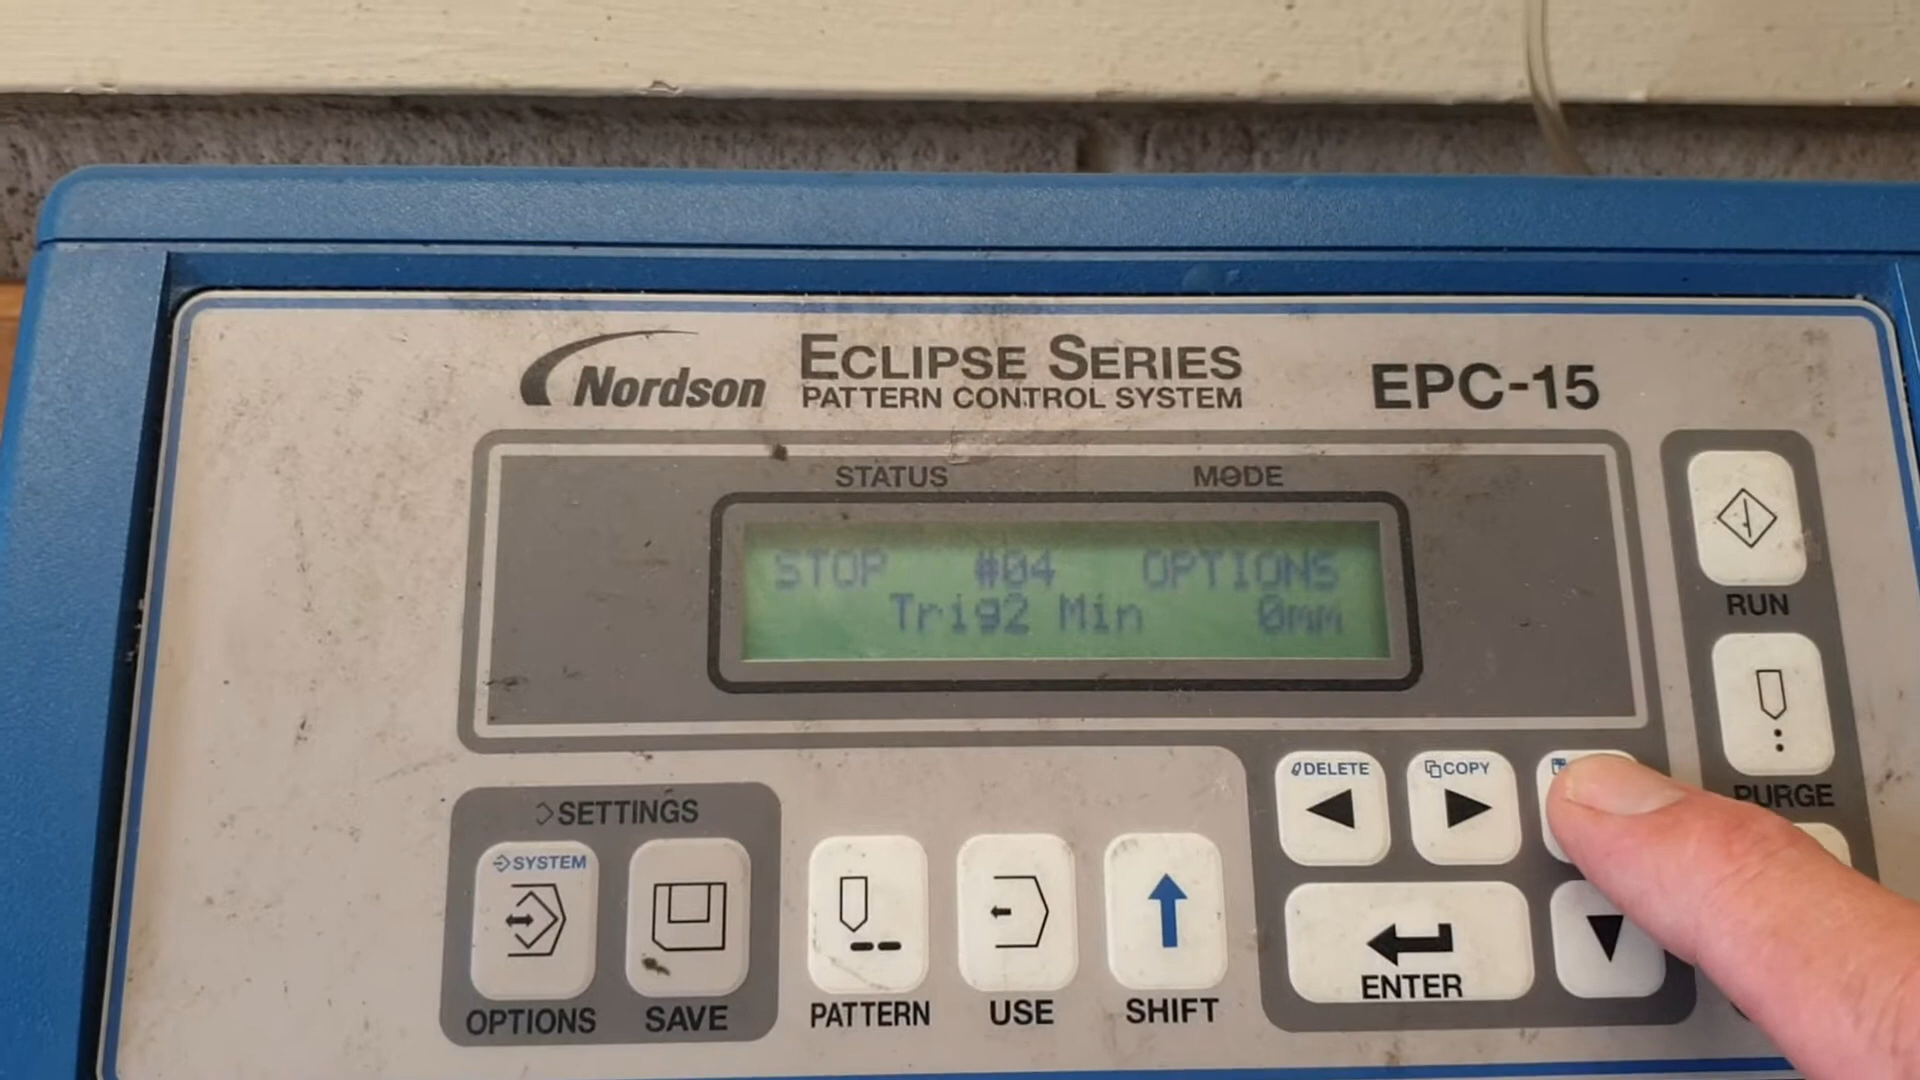 Nordson
ECLIPSE SERIES
PATTERN CONTROL SYSTEM
EPC-15
STATUS MODE
STOP #04 OPTIONS
Trig2 Min 0mm
RUN
PURGE
DELETE
COPY
SETTINGS
SYSTEM
ENTER
OPTIONS
SAVE
PATTERN
USE
SHIFT